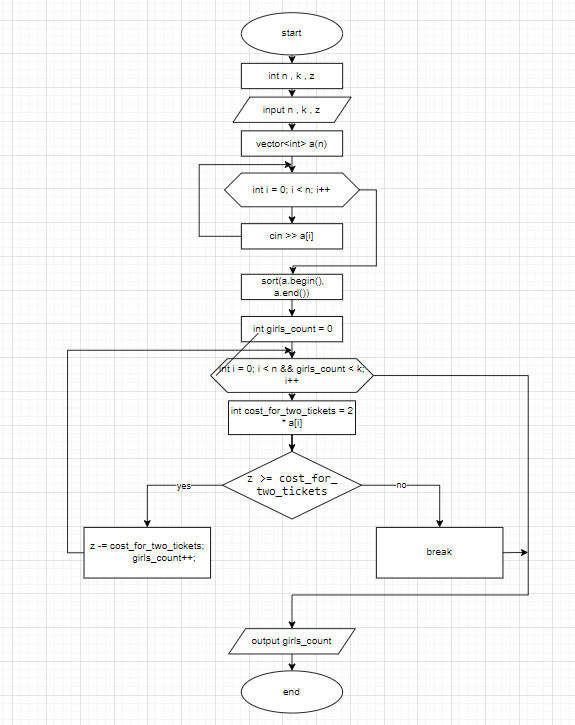 start
int n , k , z
input n , k , z
vector<int> a(n)
int i = 0; i < n; i++
cin >> a[i]
sort(a.begin(),
a.end())
int girls_count = 0
int i = 0; i < n && girls_count < k;
i++
int cost_for_two_tickets = 2
* a[i]
z >= cost_for_
two_tickets
yes
no
z -= cost_for_two_tickets;
girls_count++;
break
output girls_count
end